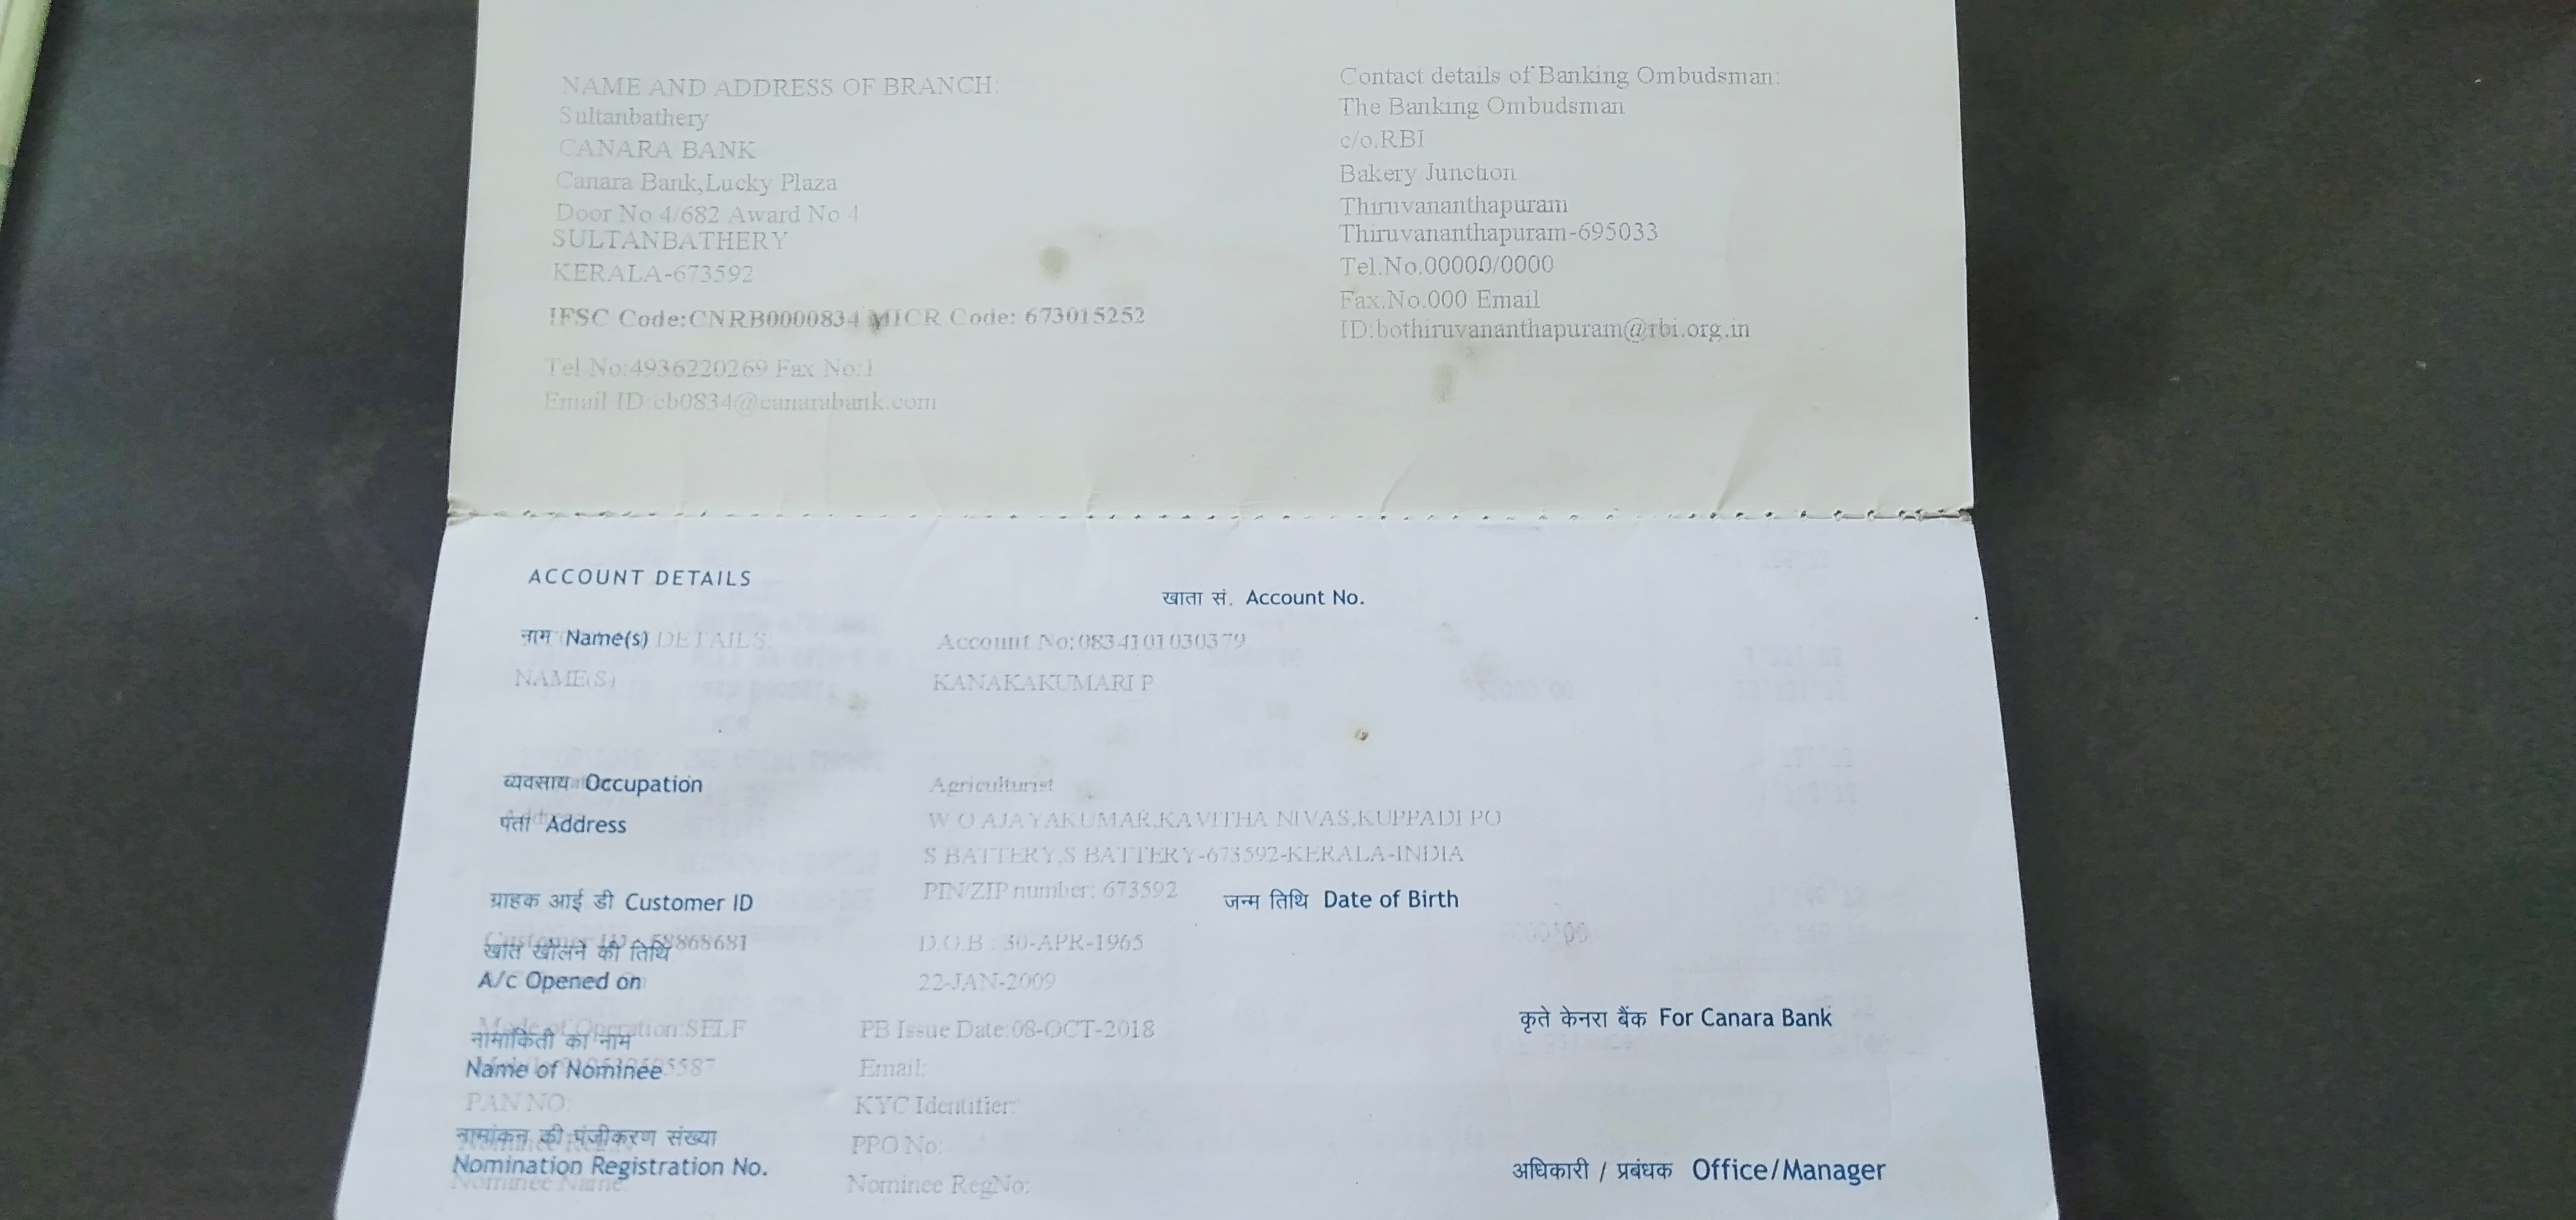 NAME AND ADDRESS OF BRANCH:
Sultanbathery
CANARA BANK
Canara Bank,Lucky Plaza
Door No 4/682 Award No 4
SULTANBATHERY
KERALA-673592
IFSC Code:CNRB0000834 MICR Code: 673015252
Tel No:4936220269 Fax No:1
Email ID:cb0834@canarabank.com
Contact details of Banking Ombudsman:
The Banking Ombudsman
c/o.RBI
Bakery Junction
Thiruvananthapuram
Thiruvananthapuram-695033
Tel.No.00000/0000
Fax.No.000 Email
ID:bothiruvananthapuram@rbi.org.in
ACCOUNT DETAILS
खाता सं. Account No.
नाम Name(s) DETAILS:
Account No:0834101030379
NAME(S) KANAKAKUMARI P
व्यवसाय Occupation Agriculturist
पता Address W O AJAYAKUMAR,KAVITHA NIVAS,KUPPADI PO
S BATTERY,S BATTERY-673592-KERALA-INDIA
PIN/ZIP number: 673592
ग्राहक आई डी Customer ID
जन्म तिथि Date of Birth
Customer ID : 58868681 D.O.B : 30-APR-1965
खाते खोलने की तिथि
A/c Opened on 22-JAN-2009
Mode of Operation:SELF PB Issue Date:08-OCT-2018
नामांकिती का नाम
Name of Nominee Email:
PAN NO: KYC Identifier:
नामांकन की पंजीकरण संख्या PPO No:
Nomination Registration No.
Nominee Name: Nominee RegNo:
कृते केनरा बैंक For Canara Bank
अधिकारी / प्रबंधक Office/Manager